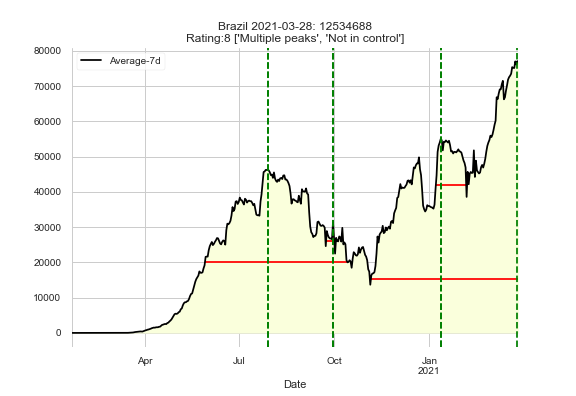 Brazil 2021-03-28: 12534688
Rating:8 ['Multiple peaks', 'Not in control']
80000
Average-7d
70000
60000
50000
40000
30000
20000
10000
0
Apr Jul Oct Jan
2021
Date